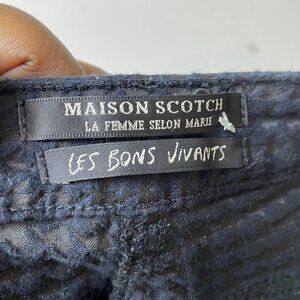 MAISON SCOTCH
LA FEMME SELON MARIE
LES BONS VIVANTS